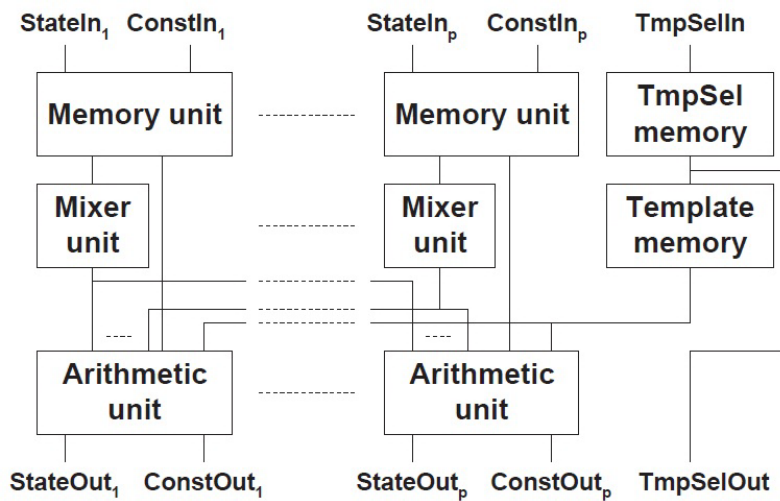 StateIn₁ ConstIn₁ StateInₚ ConstInₚ TmpSelIn
Memory unit Memory unit TmpSel
memory
Mixer
unit
Mixer
unit
Template
memory
Arithmetic
unit
Arithmetic
unit
StateOut₁ ConstOut₁ StateOutₚ ConstOutₚ TmpSelOut